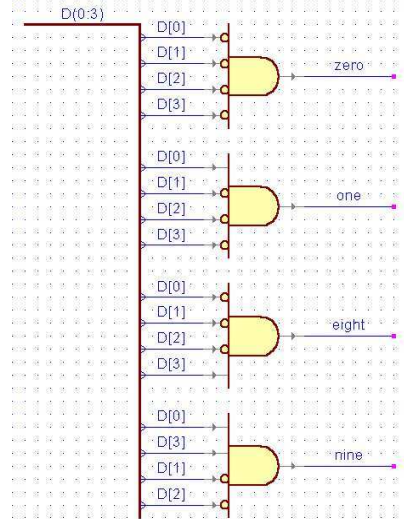 D(0:3)
D[0]
D[1]
D[2]
D[3]
zero
D[0]
D[1]
D[2]
D[3]
one
D[0]
D[1]
D[2]
D[3]
eight
D[0]
D[3]
D[1]
D[2]
nine